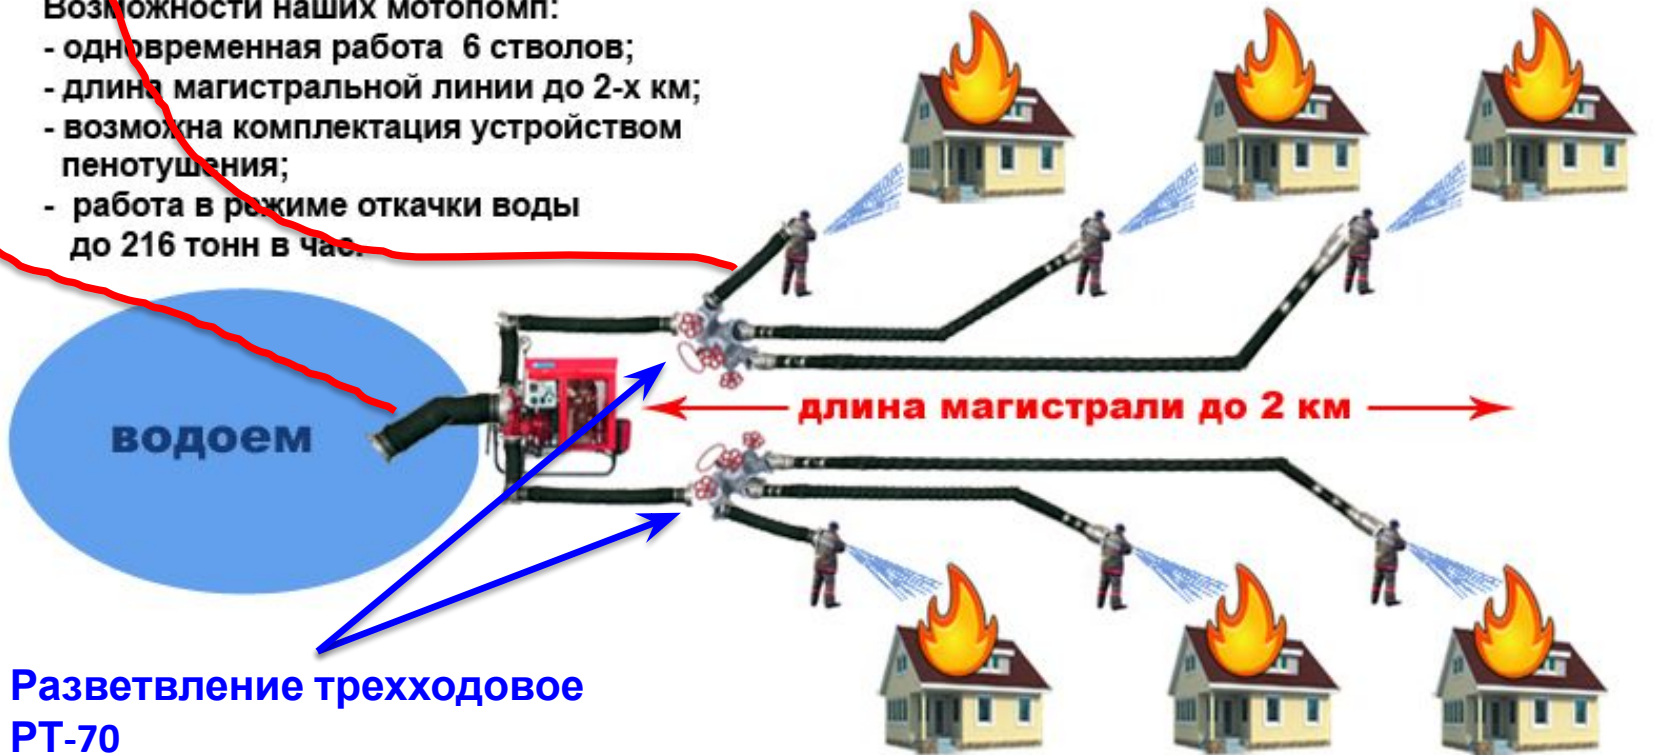 Возможности наших мотопомп:
- одновременная работа 6 стволов;
- длина магистральной линии до 2-х км;
- возможна комплектация устройством
пенотушения;
- работа в режиме откачки воды
до 216 тонн в час.
водоем
длина магистрали до 2 км
Разветвление трехходовое
РТ-70